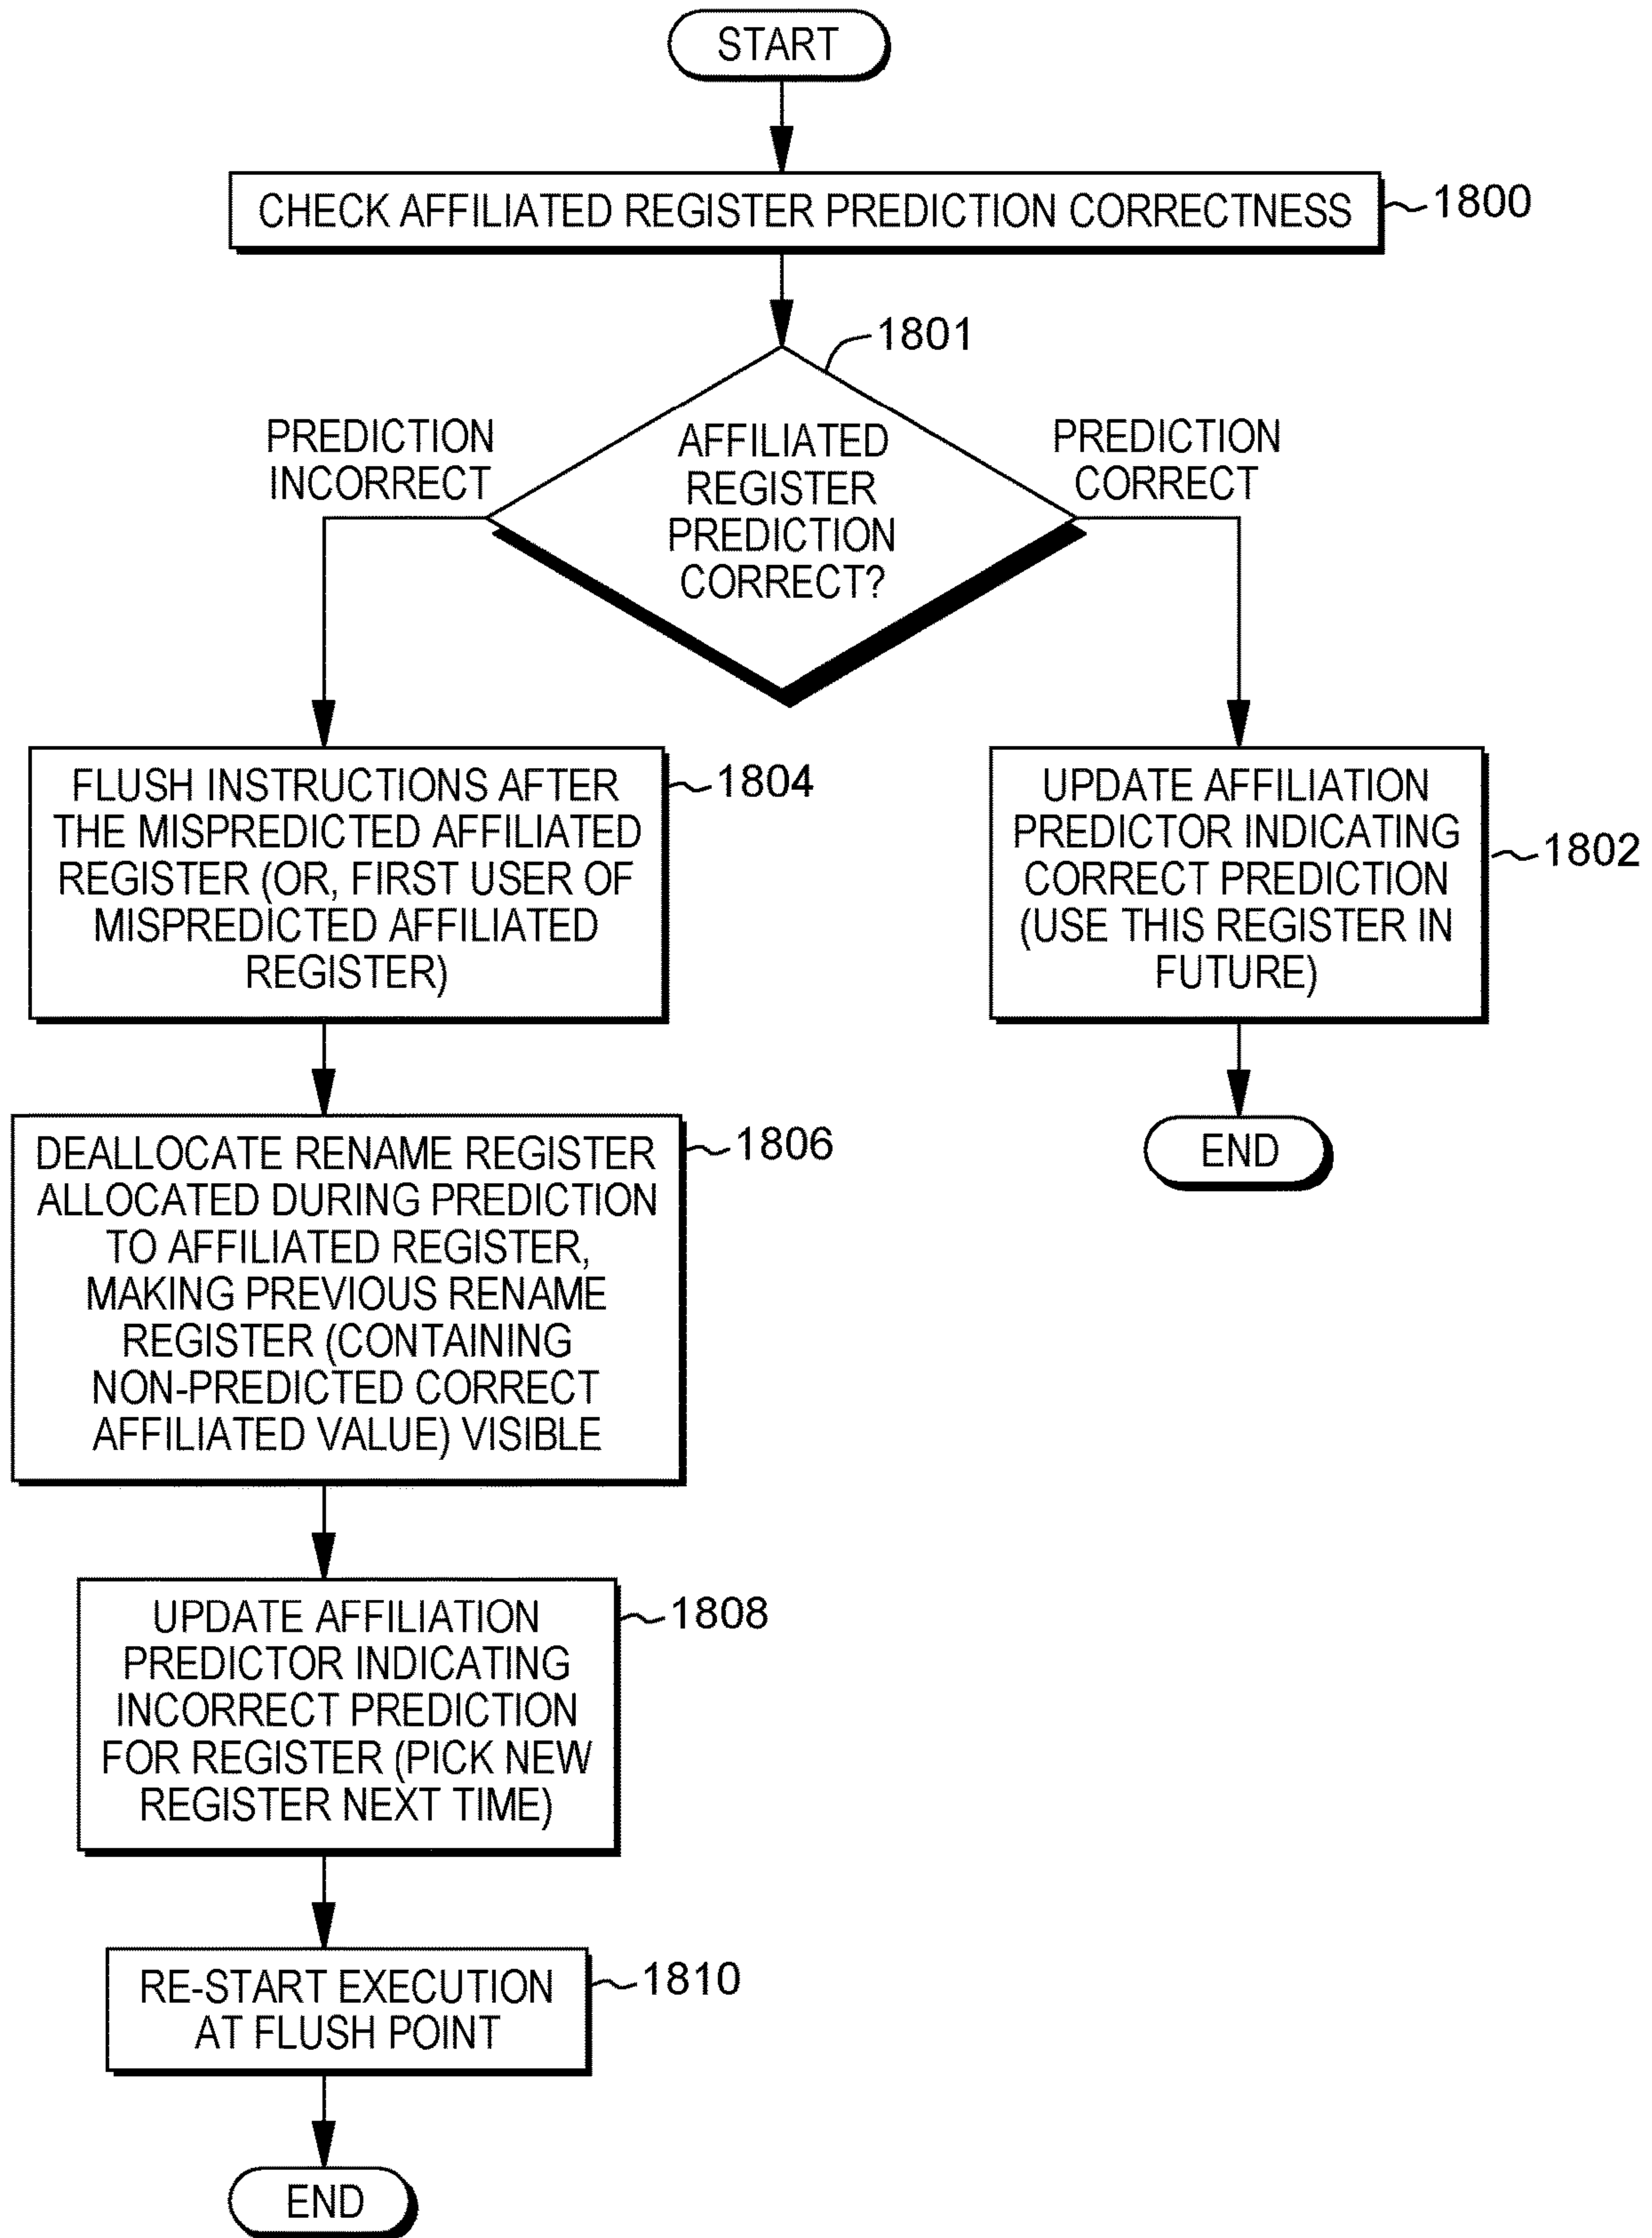 START
CHECK AFFILIATED REGISTER PREDICTION CORRECTNESS
1800
1801
PREDICTION
INCORRECT
AFFILIATED
REGISTER
PREDICTION
CORRECT?
PREDICTION
CORRECT
FLUSH INSTRUCTIONS AFTER
THE MISPREDICTED AFFILIATED
REGISTER (OR, FIRST USER OF
MISPREDICTED AFFILIATED
REGISTER)
1804
UPDATE AFFILIATION
PREDICTOR INDICATING
CORRECT PREDICTION
(USE THIS REGISTER IN
FUTURE)
1802
END
DEALLOCATE RENAME REGISTER
ALLOCATED DURING PREDICTION
TO AFFILIATED REGISTER,
MAKING PREVIOUS RENAME
REGISTER (CONTAINING
NON-PREDICTED CORRECT
AFFILIATED VALUE) VISIBLE
1806
UPDATE AFFILIATION
PREDICTOR INDICATING
INCORRECT PREDICTION
FOR REGISTER (PICK NEW
REGISTER NEXT TIME)
1808
RE-START EXECUTION
AT FLUSH POINT
1810
END